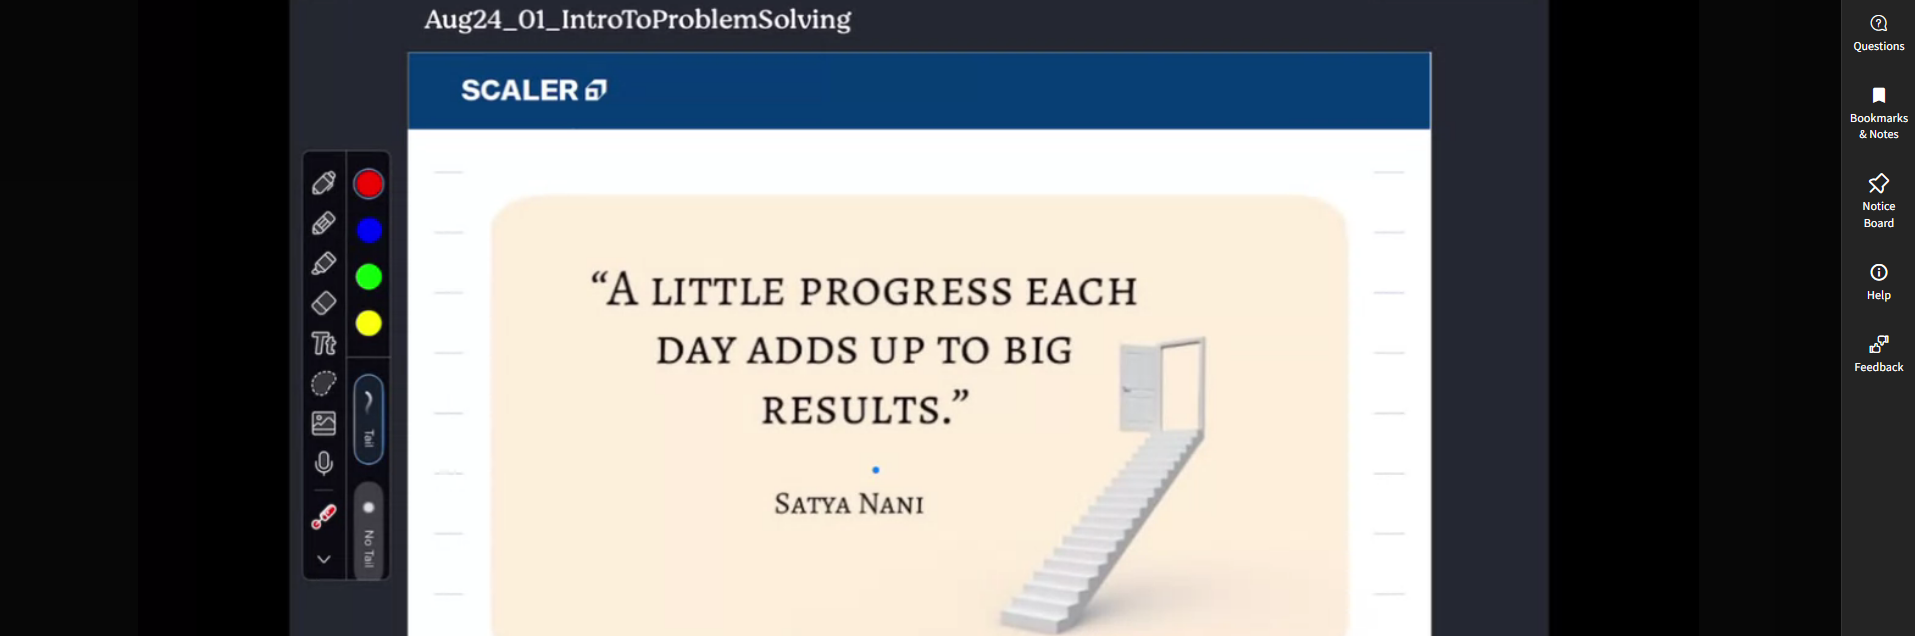 Aug24_01_IntroToProblemSolving
SCALER
“A LITTLE PROGRESS EACH
DAY ADDS UP TO BIG
RESULTS.”
SATYA NANI
Tt
Tail
No Tail
Questions
Bookmarks
& Notes
Notice
Board
Help
Feedback